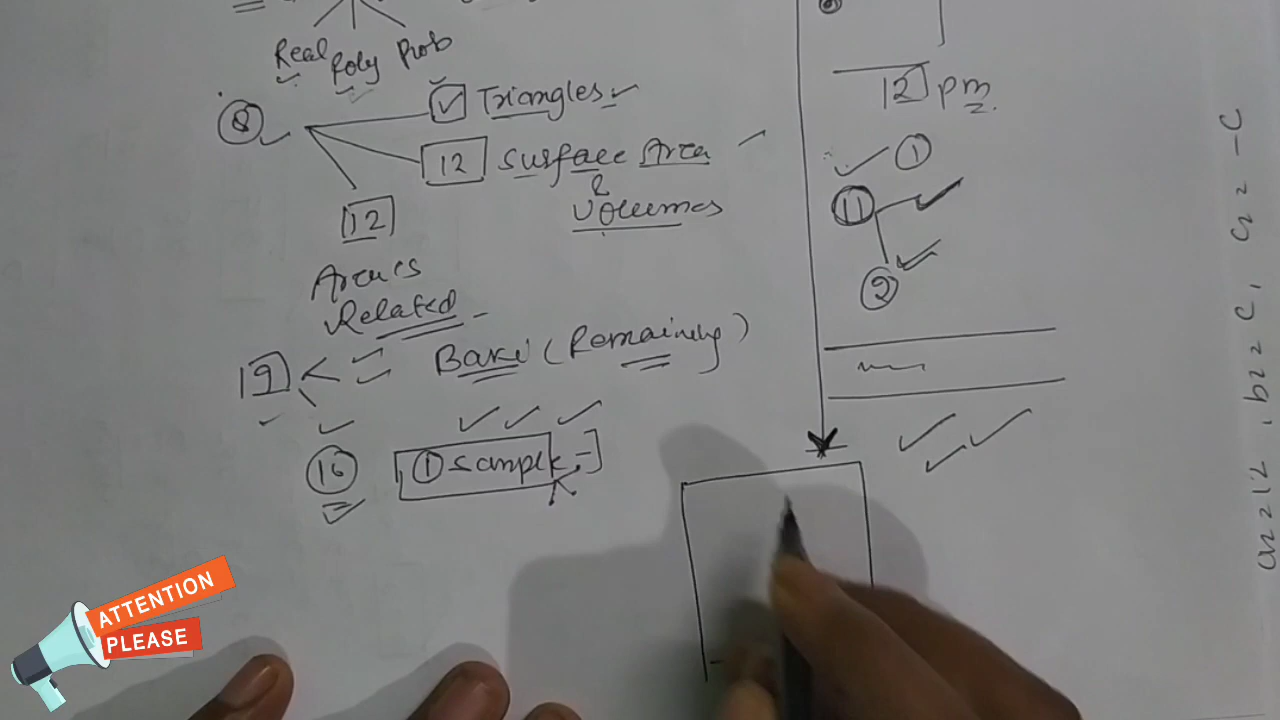 Real Poly Prob
8 Triangles
12 Surface Area
&
Volumes
12
Areas
Related
19 Baki (Remaining)
16 1 Sample
12 pm
1
11
2
ATTENTION
PLEASE